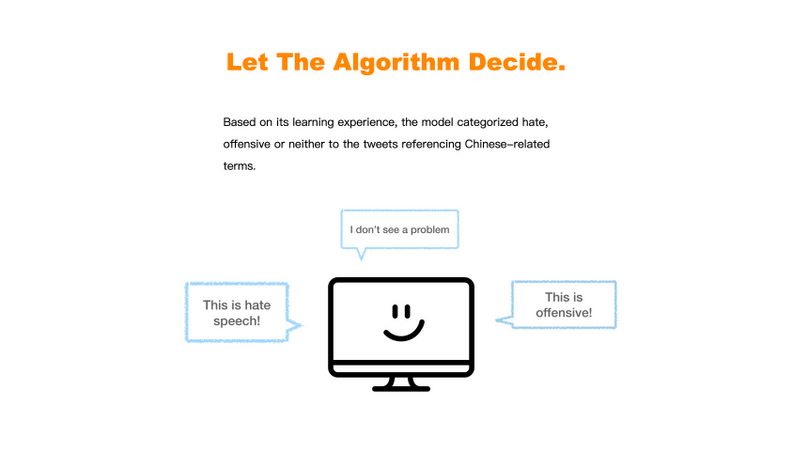 Let The Algorithm Decide.
Based on its learning experience, the model categorized hate,
offensive or neither to the tweets referencing Chinese-related
terms.
I don't see a problem
This is hate
speech!
This is
offensive!